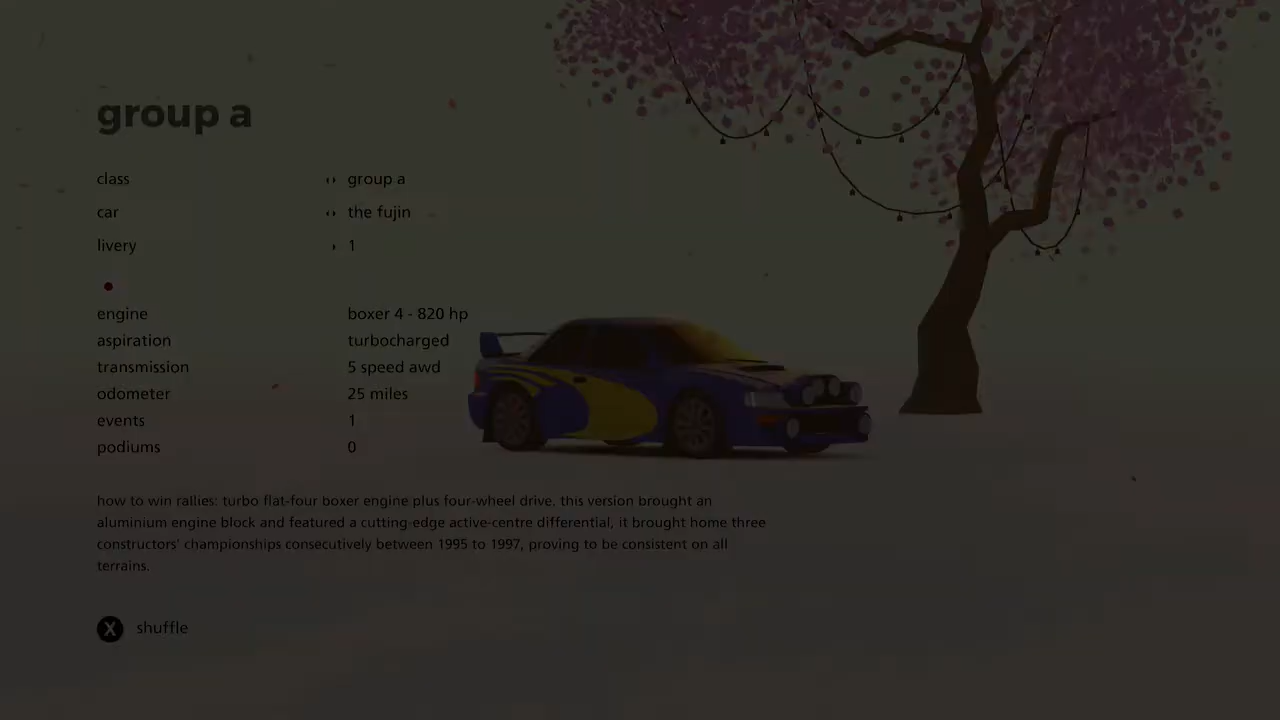 group a
class group a
car the fujin
livery 1
engine boxer 4 - 820 hp
aspiration turbocharged
transmission 5 speed awd
odometer 25 miles
events 1
podiums 0
how to win rallies: turbo flat-four boxer engine plus four-wheel drive. this version brought an
aluminium engine block and featured a cutting-edge active-centre differential, it brought home three
constructors' championships consecutively between 1995 to 1997, proving to be consistent on all
terrains.
X shuffle